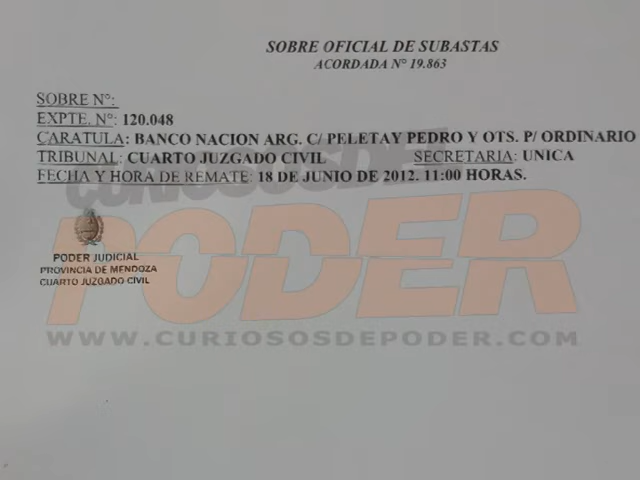 SOBRE OFICIAL DE SUBASTAS
ACORDADA N° 19.863
SOBRE N°:
EXPTE. N°: 120.048
CARATULA: BANCO NACION ARG. C/ PELETAY PEDRO Y OTS. P/ ORDINARIO
TRIBUNAL: CUARTO JUZGADO CIVIL SECRETARIA: UNICA
FECHA Y HORA DE REMATE: 18 DE JUNIO DE 2012. 11:00 HORAS.
CURIOSOS DEL
PODER
PODER JUDICIAL
PROVINCIA DE MENDOZA
CUARTO JUZGADO CIVIL
WWW.CURIOSOSDEPODER.COM